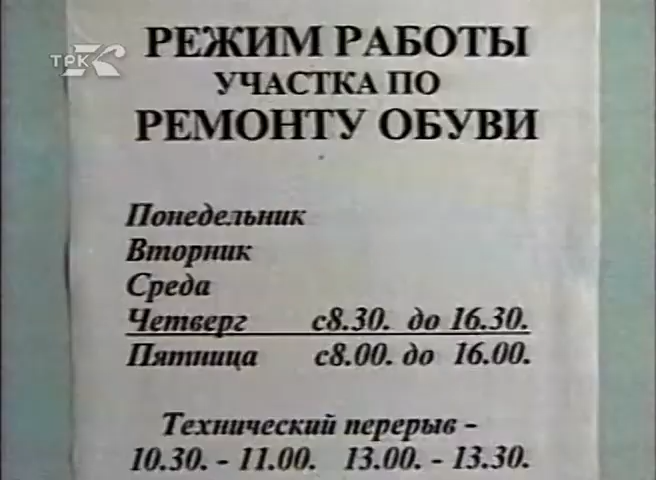 ТРК
РЕЖИМ РАБОТЫ
УЧАСТКА ПО
РЕМОНТУ ОБУВИ
Понедельник
Вторник
Среда
Четверг с8.30. до 16.30.
Пятница с8.00. до 16.00.
Технический перерыв -
10.30. - 11.00. 13.00. - 13.30.